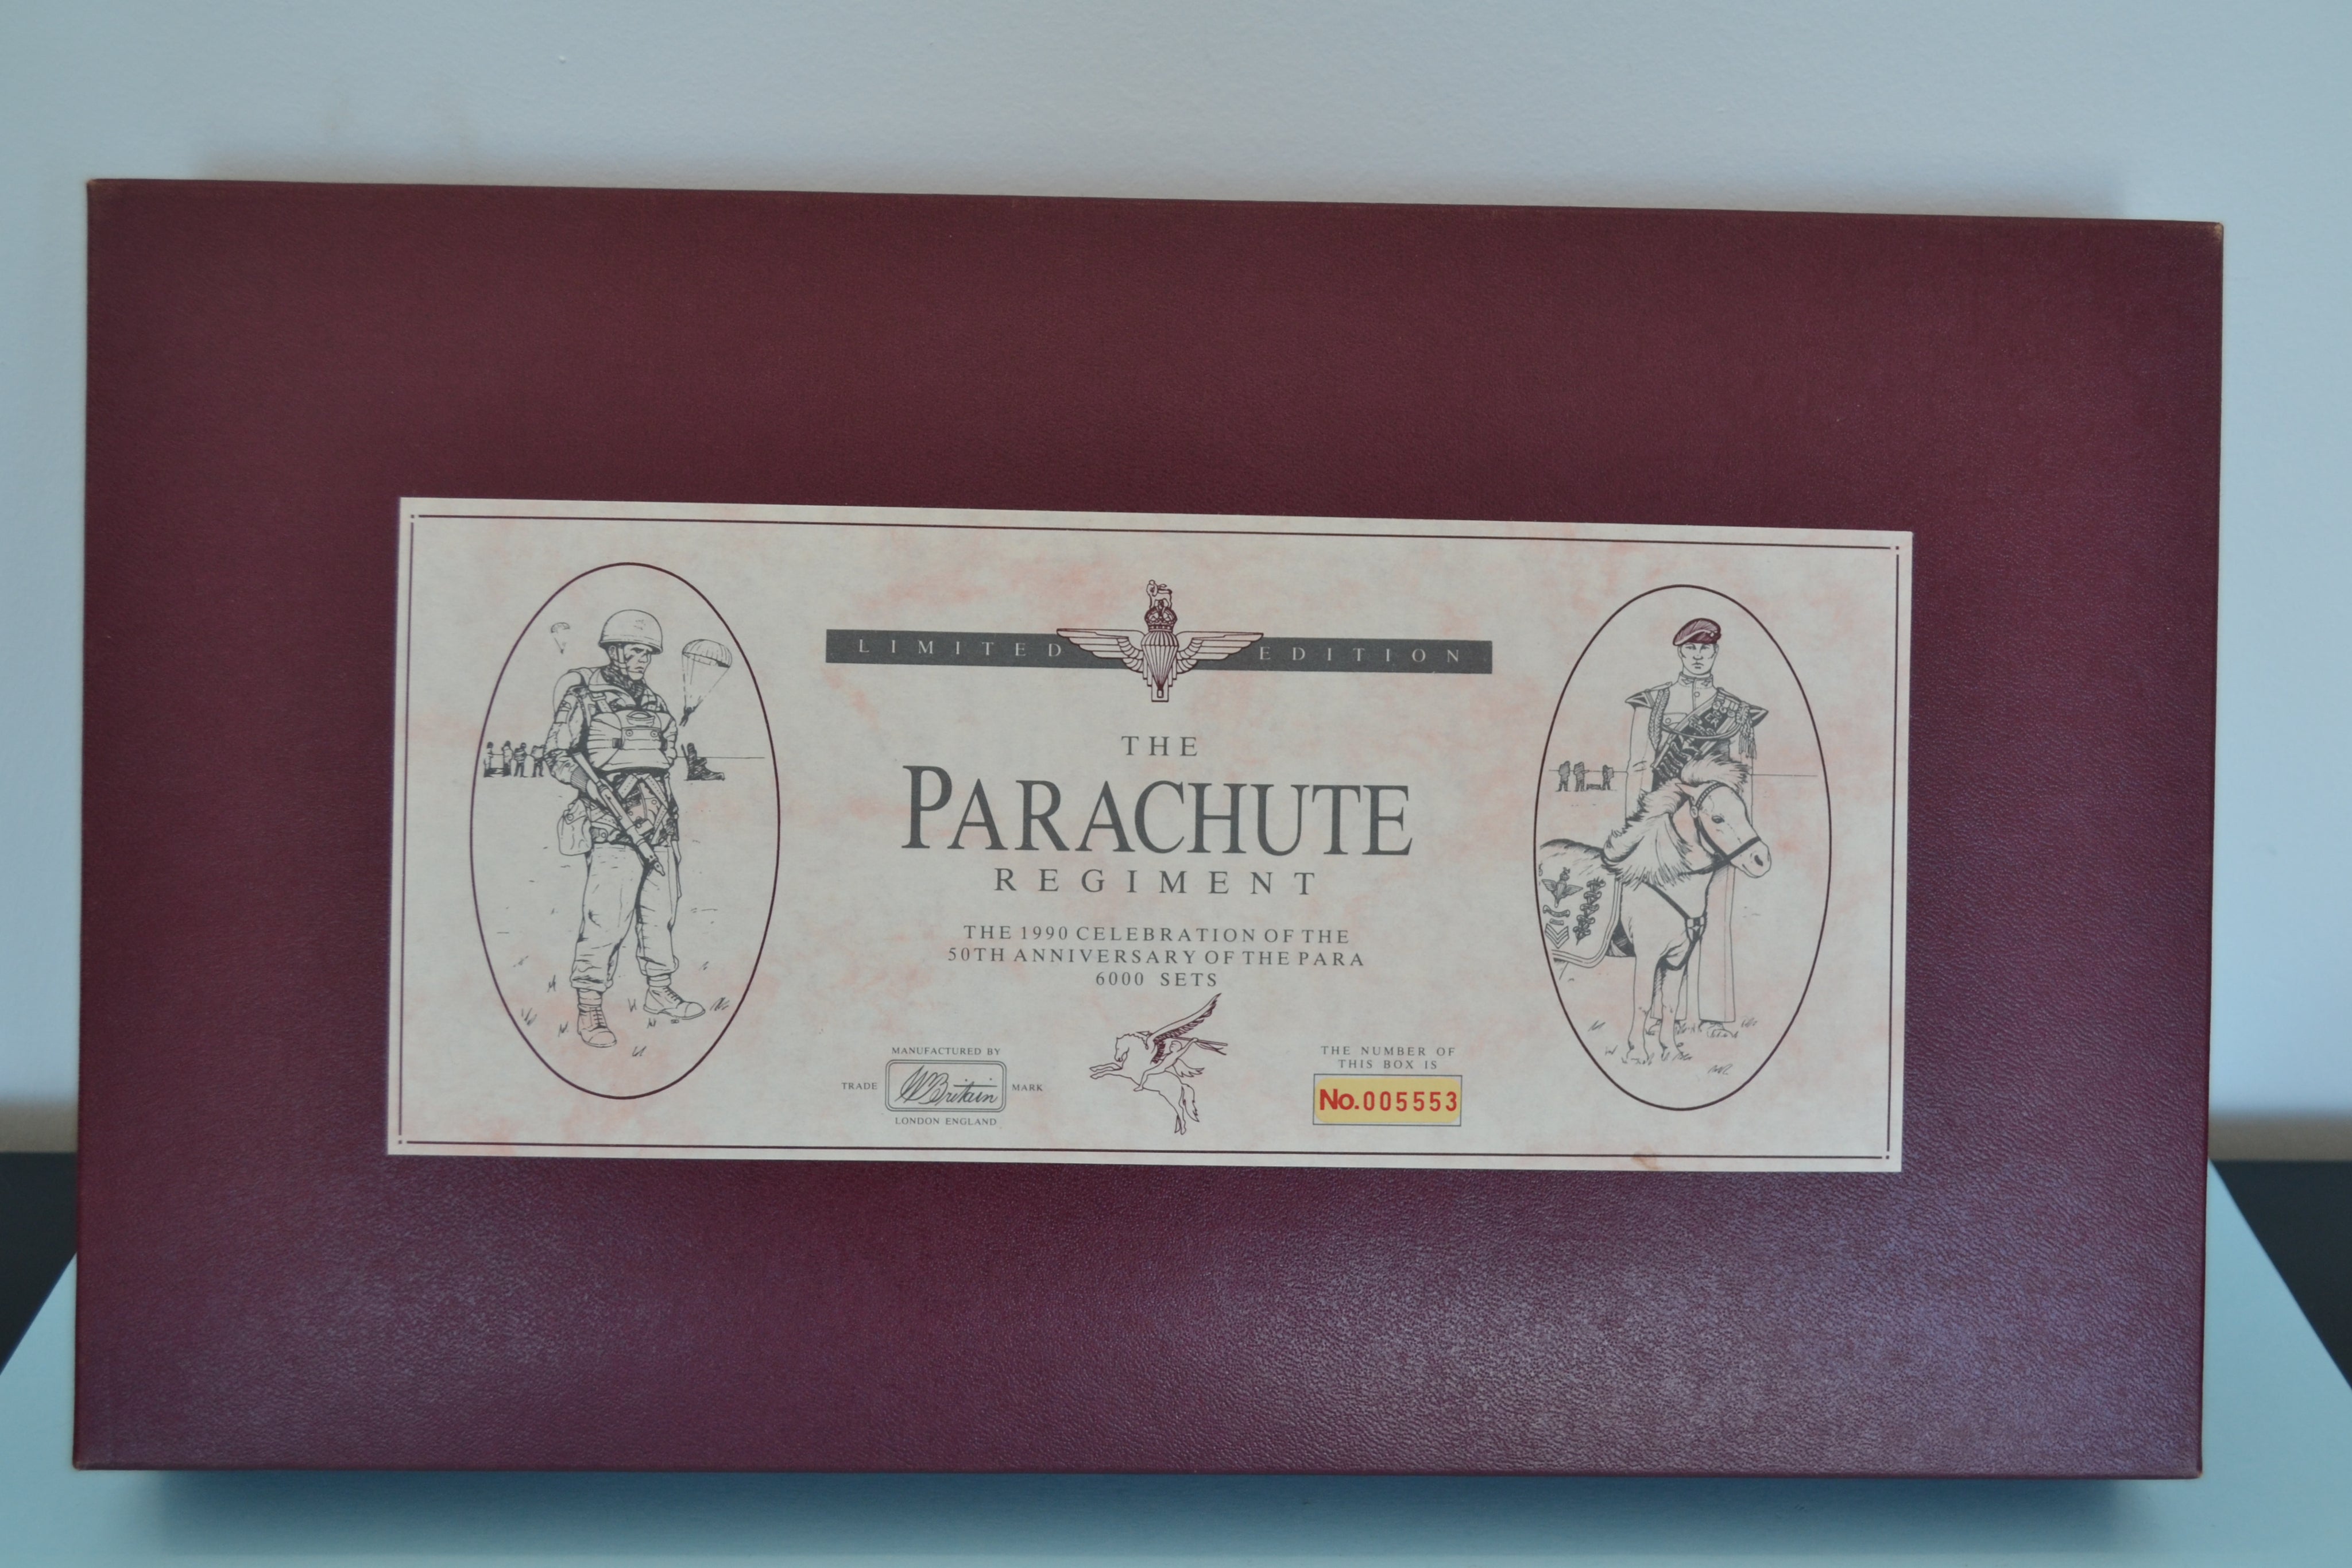 LIMITED EDITION
THE
PARACHUTE
REGIMENT
THE 1990 CELEBRATION OF THE
50TH ANNIVERSARY OF THE PARA
6000 SETS
MANUFACTURED BY
TRADE WBritain MARK
LONDON ENGLAND
THE NUMBER OF
THIS BOX IS
No.005553